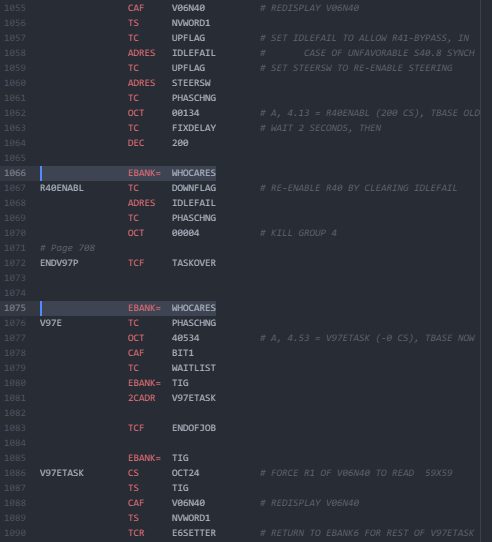 1055 CAF V06N40 # REDISPLAY V06N40
1056 TS NVWORD1
1057 TC UPFLAG # SET IDLEFAIL TO ALLOW R41-BYPASS, IN
1058 ADRES IDLEFAIL # CASE OF UNFAVORABLE S40.8 SYNCH
1059 TC UPFLAG # SET STEERSW TO RE-ENABLE STEERING
1060 ADRES STEERSW
1061 TC PHASCHNG
1062 OCT 00134 # A, 4.13 = R40ENABL (200 CS), TBASE OLD
1063 TC FIXDELAY # WAIT 2 SECONDS, THEN
1064 DEC 200
1065
1066 EBANK= WHOCARES
1067 R40ENABL TC DOWNFLAG # RE-ENABLE R40 BY CLEARING IDLEFAIL
1068 ADRES IDLEFAIL
1069 TC PHASCHNG
1070 OCT 00004 # KILL GROUP 4
1071 # Page 708
1072 ENDV97P TCF TASKOVER
1073
1074
1075 EBANK= WHOCARES
1076 V97E TC PHASCHNG
1077 OCT 40534 # A, 4.53 = V97ETASK (-0 CS), TBASE NOW
1078 CAF BIT1
1079 TC WAITLIST
1080 EBANK= TIG
1081 2CADR V97ETASK
1082
1083 TCF ENDOFJOB
1084
1085 EBANK= TIG
1086 V97ETASK CS OCT24 # FORCE R1 OF V06N40 TO READ 59X59
1087 TS TIG
1088 CAF V06N40 # REDISPLAY V06N40
1089 TS NVWORD1
1090 TCR E6SETTER # RETURN TO EBANK6 FOR REST OF V97ETASK